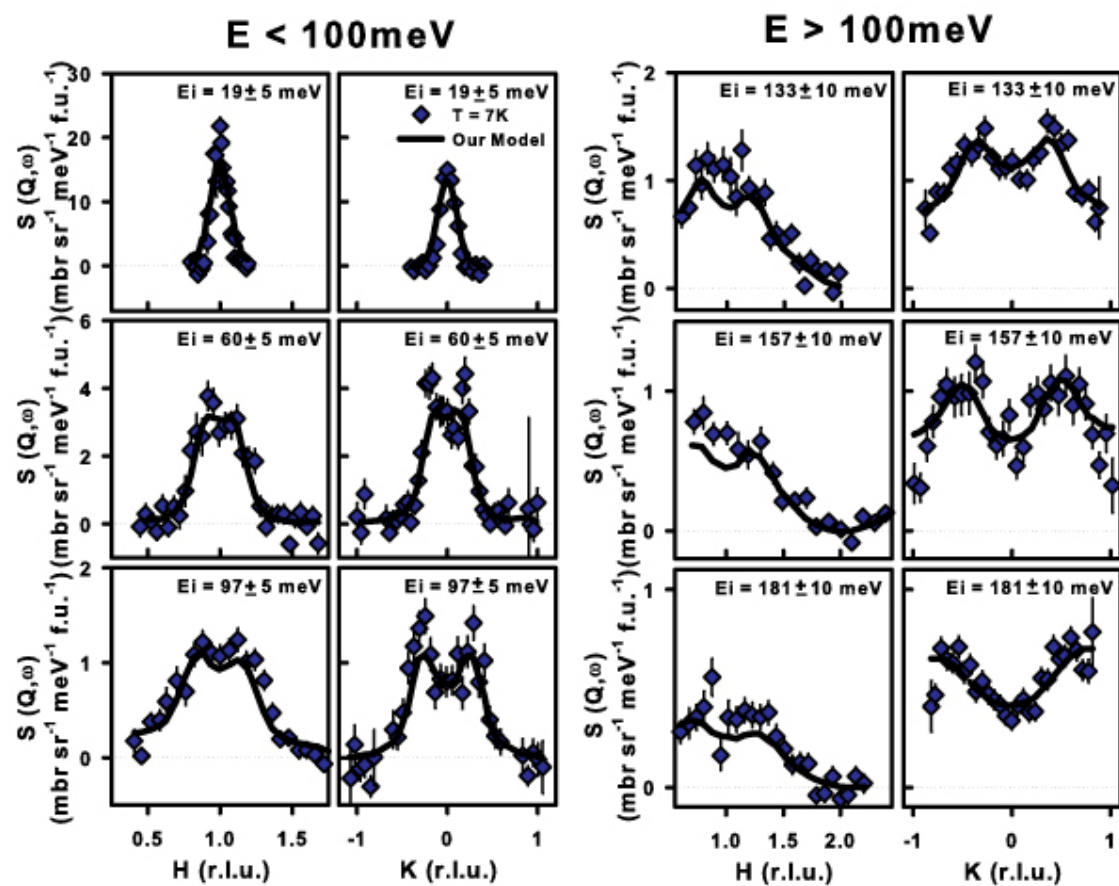 E < 100meV
E > 100meV
Ei = 19±5 meV
Ei = 19±5 meV
T = 7K
Our Model
S (Q,ω)
(mbr sr⁻¹ meV⁻¹ f.u.⁻¹)
30
20
10
0
Ei = 60±5 meV
Ei = 60±5 meV
S (Q,ω)
(mbr sr⁻¹ meV⁻¹ f.u.⁻¹)
6
4
2
0
Ei = 97±5 meV
Ei = 97±5 meV
S (Q,ω)
(mbr sr⁻¹ meV⁻¹ f.u.⁻¹)
2
1
0
0.5 1.0 1.5
H (r.l.u.)
-1 0 1
K (r.l.u.)
Ei = 133±10 meV
Ei = 133±10 meV
S (Q,ω)
(mbr sr⁻¹ meV⁻¹ f.u.⁻¹)
2
1
0
Ei = 157±10 meV
Ei = 157±10 meV
S (Q,ω)
(mbr sr⁻¹ meV⁻¹ f.u.⁻¹)
1
0
Ei = 181±10 meV
Ei = 181±10 meV
S (Q,ω)
(mbr sr⁻¹ meV⁻¹ f.u.⁻¹)
1
0
1.0 1.5 2.0
H (r.l.u.)
-1 0 1
K (r.l.u.)